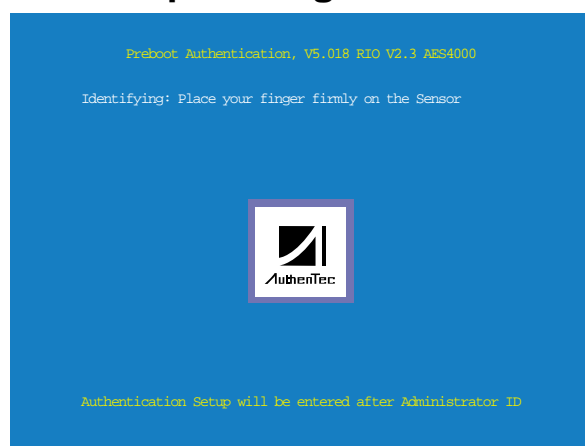 Preboot Authentication, V5.018 RIO V2.3 AES4000
Identifying: Place your finger firmly on the Sensor
AuthenTec
Authentication Setup will be entered after Administrator ID